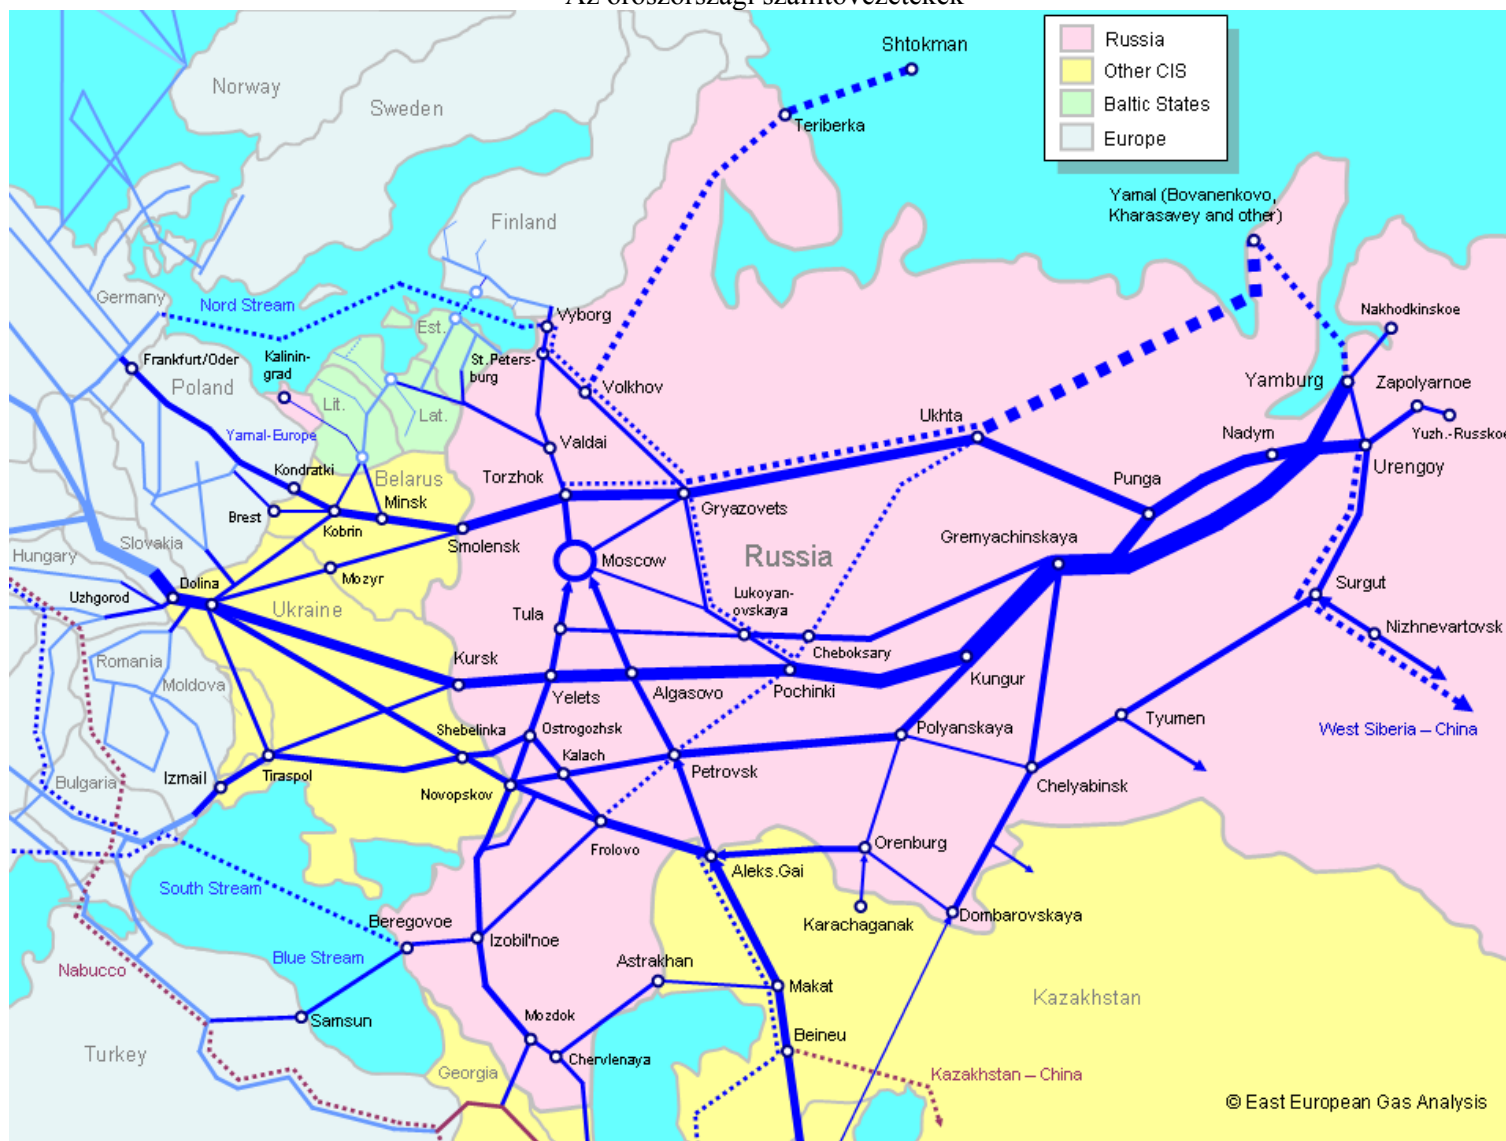 Az oroszországi szállítóvezetékek
Shtokman
Russia
Other CIS
Baltic States
Europe
Norway
Sweden
Teriberka
Yamal (Bovanenkovo,
Kharasavey and other)
Finland
Germany
Nord Stream
Vyborg
Est.
Nakhodkinskoe
Frankfurt/Oder
Kalinin-
grad
St.Peters-
burg
Poland
Volkhov
Yamburg
Zapolyarnoe
Lit.
Lat.
Ukhta
Yuzh.-Russkoe
Yamal-Europe
Valdai
Nadym
Urengoy
Kondratki
Belarus
Torzhok
Punga
Minsk
Gryazovets
Brest
Kobrin
Smolensk
Gremyachinskaya
Slovakia
Hungary
Moscow
Russia
Dolina
Mozyr
Surgut
Uzhgorod
Ukraine
Tula
Lukoyan-
ovskaya
Nizhnevartovsk
Cheboksary
Romania
Kursk
Moldova
Yelets
Algasovo
Pochinki
Kungur
Shebelinka
Ostrogozhsk
Polyanskaya
Tyumen
West Siberia – China
Kalach
Izmail
Tiraspol
Petrovsk
Bulgaria
Novopskov
Chelyabinsk
Frolovo
Orenburg
Aleks.Gai
South Stream
Beregovoe
Karachaganak
Dombarovskaya
Izobil'noe
Blue Stream
Astrakhan
Nabucco
Makat
Kazakhstan
Samsun
Mozdok
Beineu
Turkey
Chervlenaya
Georgia
Kazakhstan – China
© East European Gas Analysis